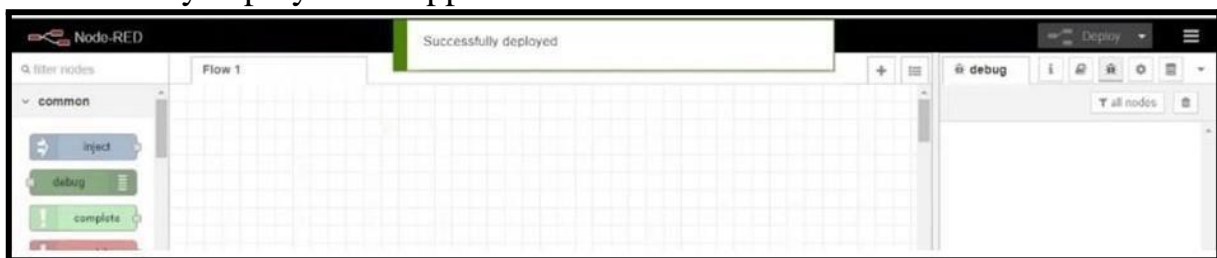 Node-RED
Successfully deployed
Deploy
filter nodes
Flow 1
debug
i
common
all nodes
inject
debug
complete